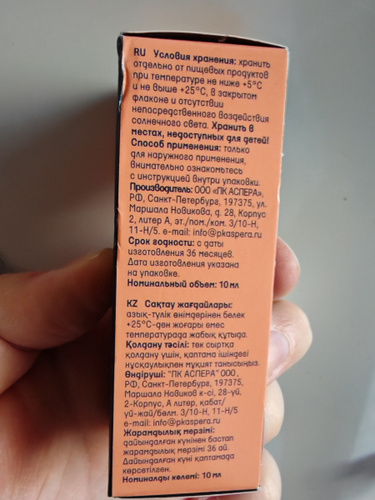 RU Условия хранения: хранить
отдельно от пищевых продуктов
при температуре не ниже +5°C
и не выше +25°C, в закрытом
флаконе и отсутствии
непосредственного воздействия
солнечного света. Хранить в
местах, недоступных для детей!
Способ применения: только
для наружного применения,
внимательно ознакомьтесь
с инструкцией внутри упаковки.
Производитель: ООО «ПК АСПЕРА»,
РФ, Санкт-Петербург, 197375, ул.
Маршала Новикова, д. 28, Корпус
2, литер А, эт./пом./ком. 3/10-Н,
11-Н/5. e-mail: info@pkaspera.ru
Срок годности: с даты
изготовления 36 месяцев.
Дата изготовления указана
на упаковке.
Номинальный объем: 10 мл
KZ Сақтау жағдайлары:
азық-түлік өнімдерінен бөлек
+25°C-ден жоғары емес
температурада жабық құтыда.
Қолдану тәсілі: тек сыртқа
қолдану үшін, қаптама ішіндегі
нұсқаулықпен мұқият танысыңыз.
Өндіруші: "ПК АСПЕРА" ООО,
РФ, Санкт-Петербург, 197375,
Маршал Новиков к-сі, 28-үй,
2-Корпус, А литер, қабат/
үй-жай/бөлм. 3/10-Н, 11-Н/5
e-mail: info@pkaspera.ru
Жарамдылық мерзімі:
дайындалған күнінен бастап
жарамдылық мерзімі 36 ай.
Дайындалған күні қаптамада
көрсетілген.
Номиналды көлемі: 10 мл